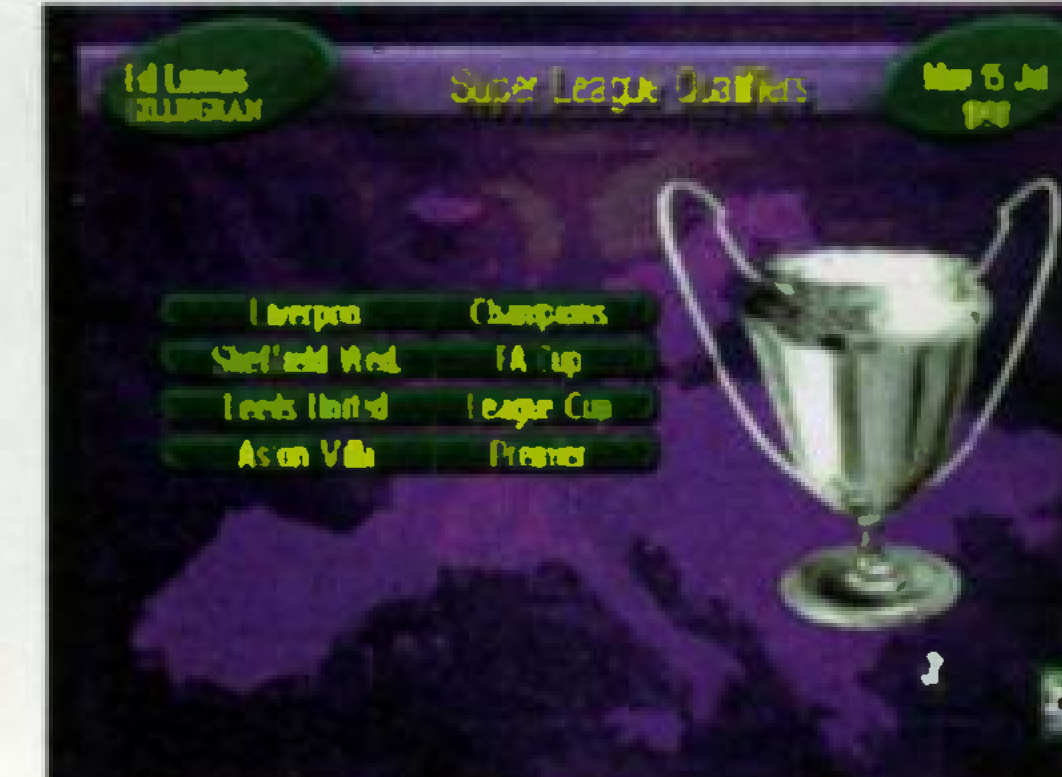 Super League Qualifiers
Liverpool Champions
Sheffield Wed. FA Cup
Leeds United League Cup
Aston Villa Premier